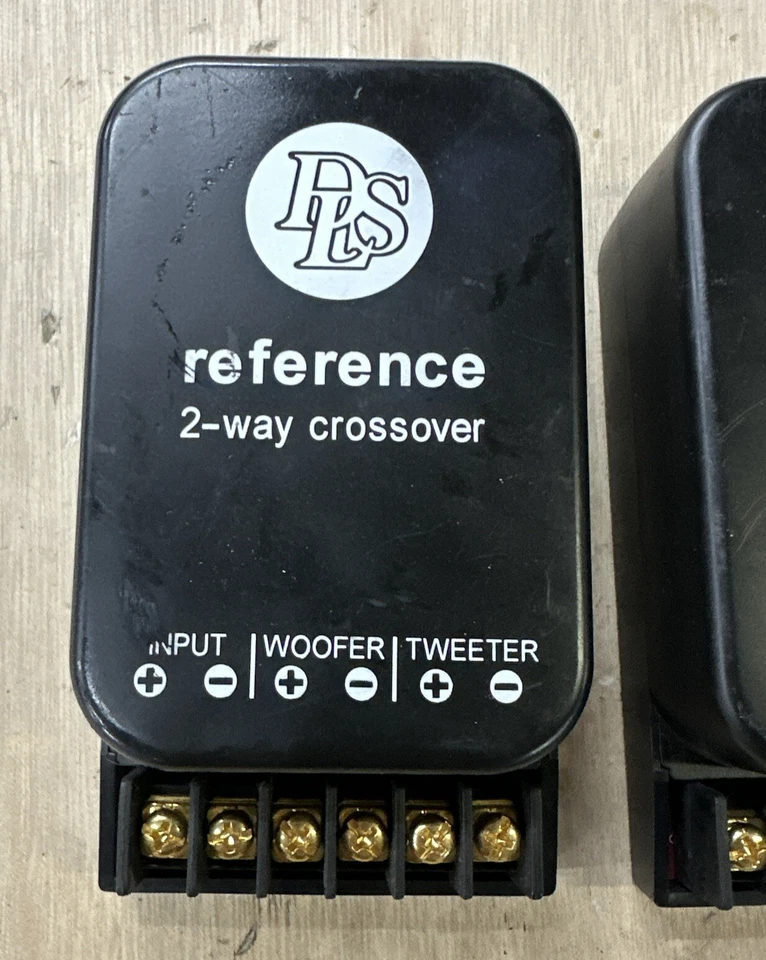 DLS
reference
2-way crossover
INPUT | WOOFER | TWEETER
+ - | + - | + -